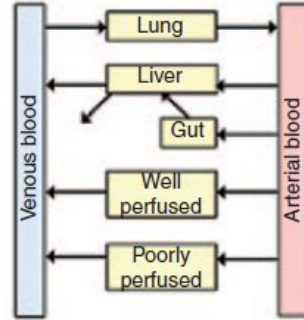 Venous blood
Lung
Liver
Gut
Well
perfused
Poorly
perfused
Arterial blood